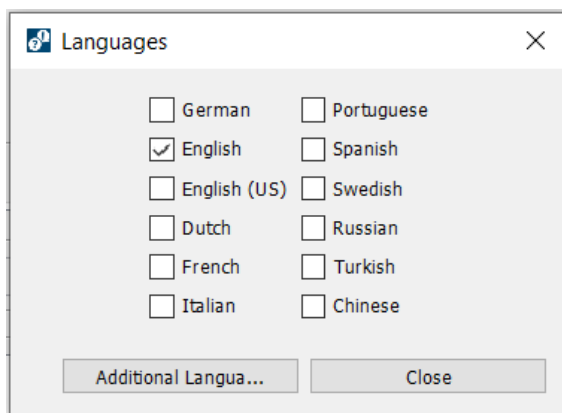 Languages
German
Portuguese
English
Spanish
English (US)
Swedish
Dutch
Russian
French
Turkish
Italian
Chinese
Additional Langua...
Close